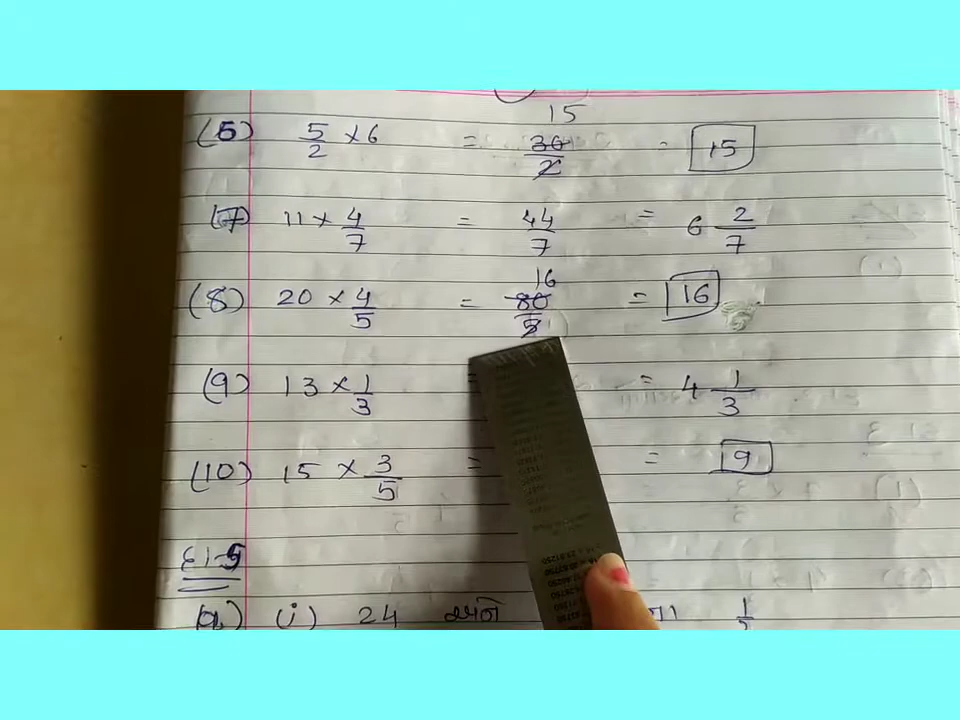 15
(5) 5/2 × 6 = 30/2 = 15
(7) 11 × 4/7 = 44/7 = 6 2/7
16
(8) 20 × 4/5 = 80/5 = 16
(9) 13 × 1/3 = = 4 1/3
(10) 15 × 3/5 = = 9
(i) 24 અને